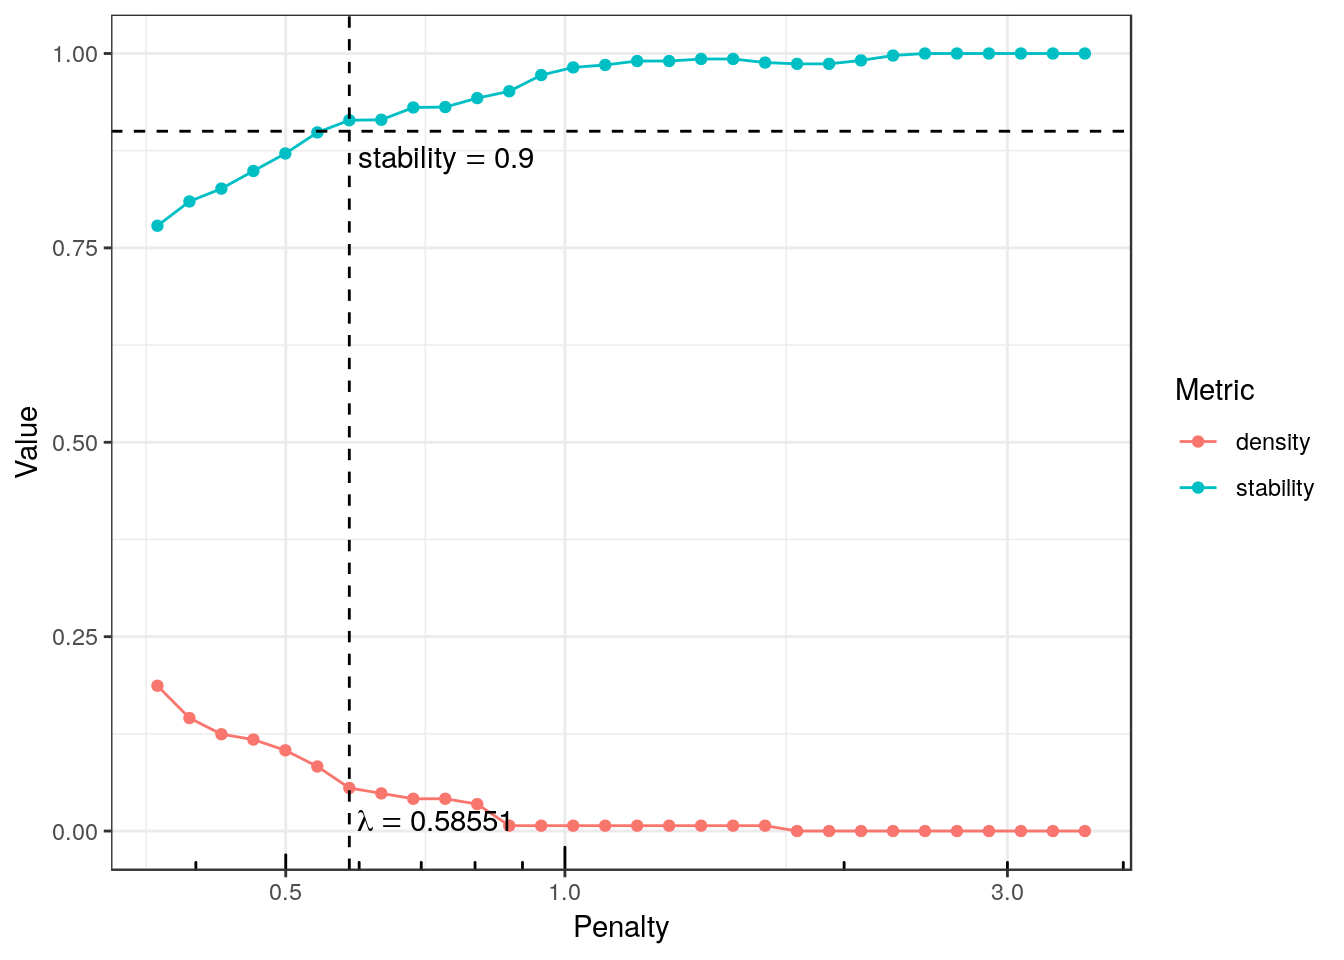 1.00
0.75
0.50
0.25
0.00
Value
stability = 0.9
λ = 0.58551
0.5
1.0
3.0
Penalty
Metric
density
stability